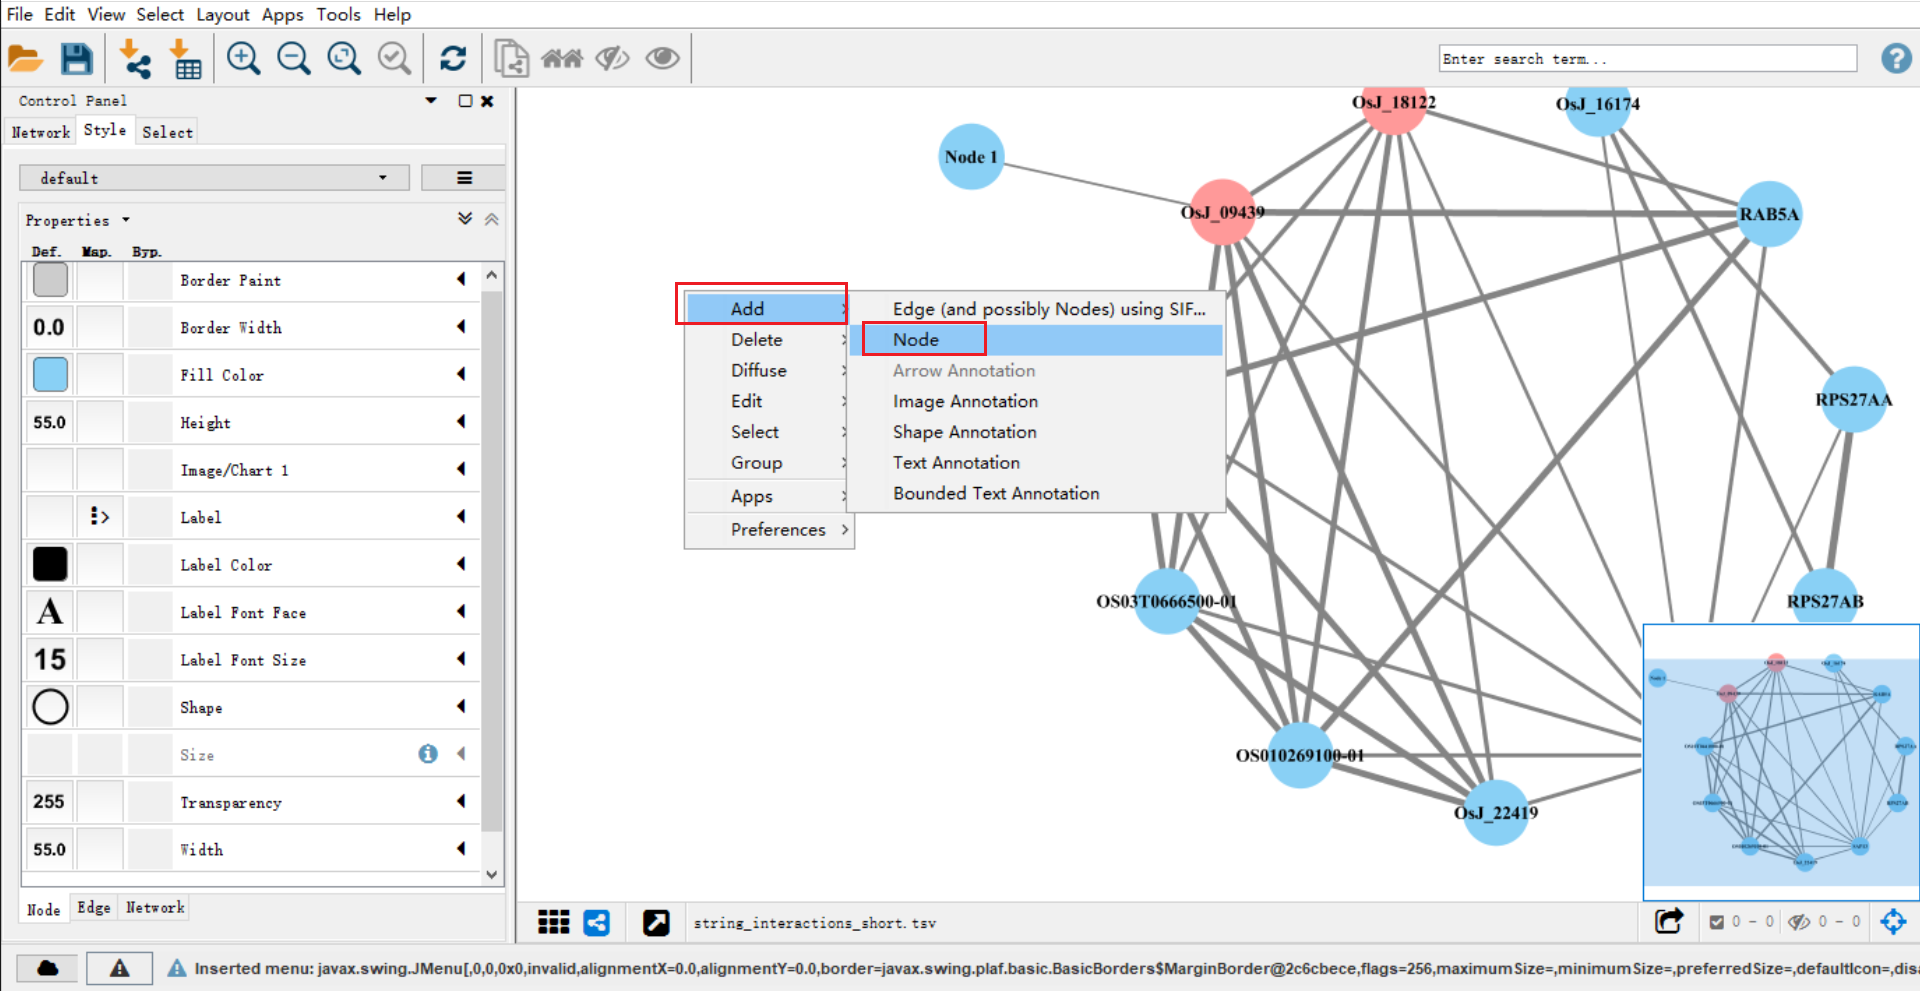 File Edit View Select Layout Apps Tools Help
Enter search term...
?
Control Panel
Network Style Select
default
Properties
Def. Map. Byp.
Border Paint
0.0 Border Width
Fill Color
55.0 Height
Image/Chart 1
Label
Label Color
A Label Font Face
15 Label Font Size
Shape
Size
255 Transparency
55.0 Width
Node Edge Network
OsJ_18122
OsJ_16174
Node 1
OsJ_09439
RAB5A
Add
Delete
Diffuse
Edit
Select
Group
Apps
Preferences
Edge (and possibly Nodes) using SIF...
Node
Arrow Annotation
Image Annotation
Shape Annotation
Text Annotation
Bounded Text Annotation
RPS27AA
OS03T0666500-01
RPS27AB
OS010269100-01
OsJ_22419
string_interactions_short.tsv
0 - 0
0 - 0
Inserted menu: javax.swing.JMenu[,0,0,0x0,invalid,alignmentX=0.0,alignmentY=0.0,border=javax.swing.plaf.basic.BasicBorders$MarginBorder@2c6cbece,flags=256,maximumSize=,minimumSize=,preferredSize=,defaultIcon=,disa